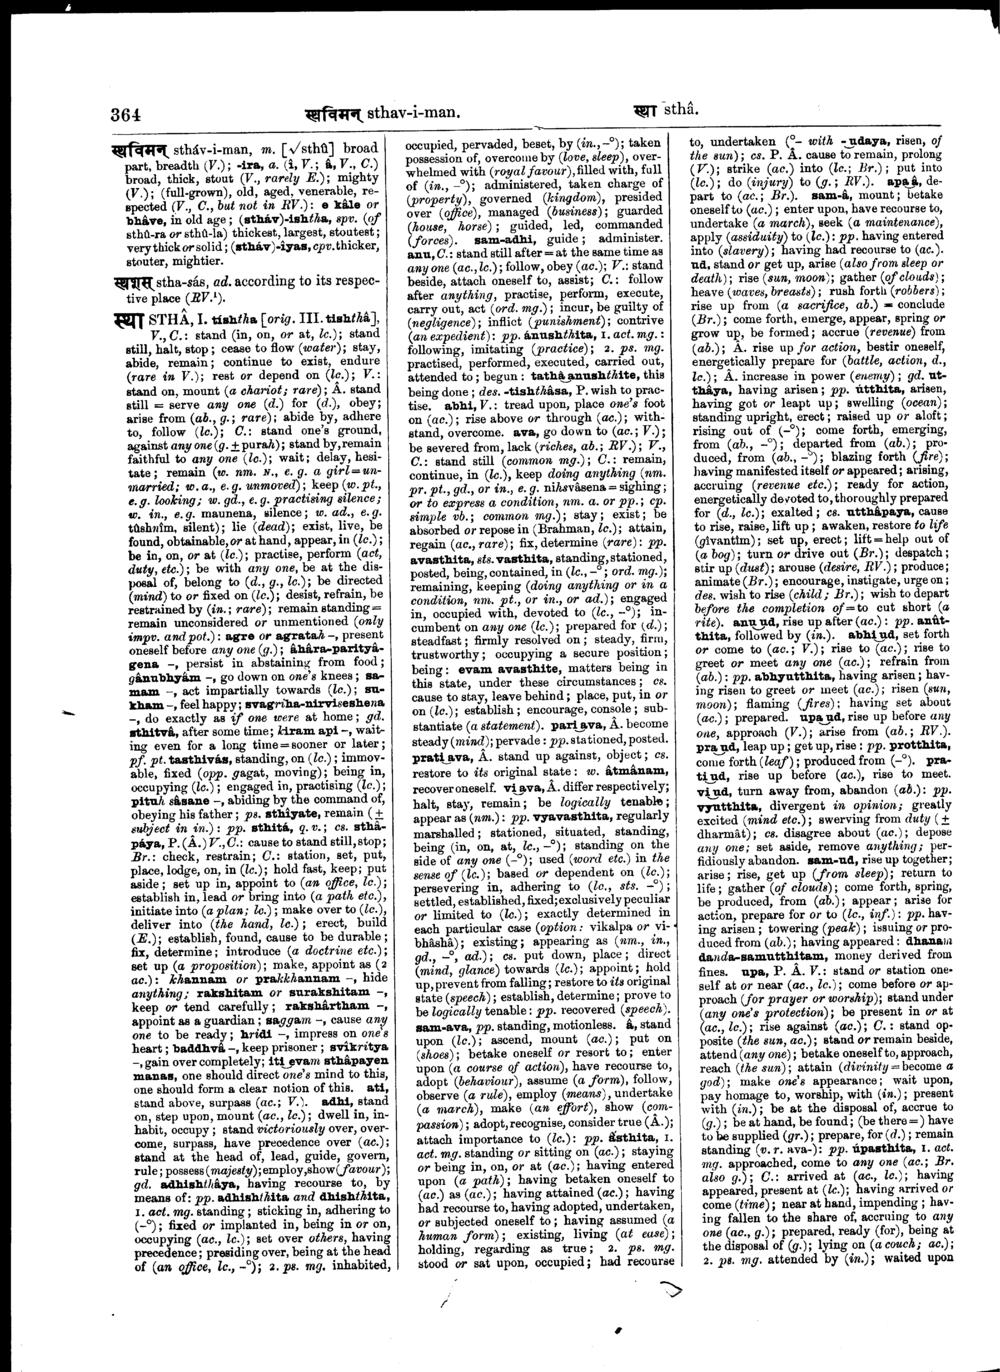 364
स्थविमन् sthav-i-man.
स्था sthâ.
स्थविमन् stháv-i-man, m. [√sthû] broad
part, breadth (V.); -ira, a. (í, V.; â, V., C.)
broad, thick, stout (V., rarely E.); mighty
(V.); (full-grown), old, aged, venerable, re-
spected (V., C., but not in RV.): e kâle or
bhâve, in old age; (stháv)-ishtha, spv. (of
sthû-ra or sthû-la) thickest, largest, stoutest;
very thick or solid; (stháv)-îyas, cpv. thicker,
stouter, mightier.
स्थशस् stha-sás, ad. according to its respec-
tive place (RV.¹).
स्था STHÂ, I. tishtha [orig. III. tishthâ],
V., C.: stand (in, on, or at, lc.); stand
still, halt, stop; cease to flow (water); stay,
abide, remain; continue to exist, endure
(rare in V.); rest or depend on (lc.); V.:
stand on, mount (a chariot; rare); Â. stand
still = serve any one (d.) for (d.), obey;
arise from (ab., g.; rare); abide by, adhere
to, follow (lc.); C.: stand one's ground,
against any one (g. ± purah); stand by, remain
faithful to any one (lc.); wait; delay, hesi-
tate; remain (w. nm. N., e. g. a girl=un-
married; w. a., e. g. unmoved); keep (w. pt.,
e. g. looking; w. gd., e. g. practising silence;
w. in., e. g. maunena, silence; w. ad., e. g.
tûshnîm, silent); lie (dead); exist, live, be
found, obtainable, or at hand, appear, in (lc.);
be in, on, or at (lc.); practise, perform (act,
duty, etc.); be with any one, be at the dis-
posal of, belong to (d., g., lc.); be directed
(mind) to or fixed on (lc.); desist, refrain, be
restrained by (in.; rare); remain standing =
remain unconsidered or unmentioned (only
impv. and pot.): agre or agratah –, present
oneself before any one (g.); âhâra-parityâ-
gena –, persist in abstaining from food;
gânubhyâm –, go down on one's knees; sa-
mam –, act impartially towards (lc.); su-
kham –, feel happy; svagriha-nirviseshena
–, do exactly as if one were at home; gd.
sthitvâ, after some time; kiram api –, wait-
ing even for a long time=sooner or later;
pf. pt. tasthivás, standing, on (lc.); immov-
able, fixed (opp. gagat, moving); being in,
occupying (lc.); engaged in, practising (lc.);
pituh sâsane –, abiding by the command of,
obeying his father; ps. sthîyate, remain (±
subject in in.): pp. sthitá, q. v.; cs. sthâ-
páya, P. (Â.) V., C.: cause to stand still, stop;
Br.: check, restrain; C.: station, set, put,
place, lodge, on, in (lc.); hold fast, keep; put
aside; set up in, appoint to (an office, lc.);
establish in, lead or bring into (a path etc.),
initiate into (a plan; lc.); make over to (lc.),
deliver into (the hand, lc.); erect, build
(E.); establish, found, cause to be durable;
fix, determine; introduce (a doctrine etc.);
set up (a proposition); make, appoint as (2
ac.): khannam or prakkhannam –, hide
anything; rakshitam or surakshitam –,
keep or tend carefully; rakshârtham –,
appoint as a guardian; saggam –, cause any
one to be ready; hridi –, impress on one's
heart; baddhvâ –, keep prisoner; svîkritya
–, gain over completely; iti evam sthâpayen
manas, one should direct one's mind to this,
one should form a clear notion of this. ati,
stand above, surpass (ac.; V.). adhi, stand
on, step upon, mount (ac., lc.); dwell in, in-
habit, occupy; stand victoriously over, over-
come, surpass, have precedence over (ac.);
stand at the head of, lead, guide, govern,
rule; possess (majesty); employ, show (favour);
gd. adhishthâya, having recourse to, by
means of: pp. adhishthita and dhishthita,
1. act. mg. standing; sticking in, adhering to
(-°); fixed or implanted in, being in or on,
occupying (ac., lc.); set over others, having
precedence; presiding over, being at the head
of (an office, lc., -°); 2. ps. mg. inhabited,
occupied, pervaded, beset, by (in., -°); taken
possession of, overcome by (love, sleep), over-
whelmed with (royal favour), filled with, full
of (in., -°); administered, taken charge of
(property), governed (kingdom), presided
over (office), managed (business); guarded
(house, horse); guided, led, commanded
(forces). sam-adhi, guide; administer.
anu, C.: stand still after = at the same time as
any one (ac., lc.); follow, obey (ac.); V.: stand
beside, attach oneself to, assist; C.: follow
after anything, practise, perform, execute,
carry out, act (ord. mg.); incur, be guilty of
(negligence); inflict (punishment); contrive
(an expedient): pp. ánushthita, 1. act. mg.:
following, imitating (practice); 2. ps. mg.
practised, performed, executed, carried out,
attended to; begun: tathâ anushthite, this
being done; des. -tishthâsa, P. wish to prac-
tise. abhi, V.: tread upon, place one's foot
on (ac.); rise above or through (ac.); with-
stand, overcome. ava, go down to (ac.; V.);
be severed from, lack (riches, ab.; RV.); V.,
C.: stand still (common mg.); C.: remain,
continue, in (lc.), keep doing anything (nm.
pr. pt., gd., or in., e. g. nihsvâsena = sighing;
or to express a condition, nm. a. or pp.; cp.
simple vb.; common mg.); stay; exist; be
absorbed or repose in (Brahman, lc.); attain,
regain (ac., rare); fix, determine (rare): pp.
avasthita, sts. vasthita, standing, stationed,
posted, being, contained, in (lc., -°; ord. mg.);
remaining, keeping (doing anything or in a
condition, nm. pt., or in., or ad.); engaged
in, occupied with, devoted to (lc., -°); in-
cumbent on any one (lc.); prepared for (d.);
steadfast; firmly resolved on; steady, firm,
trustworthy; occupying a secure position;
being: evam avasthite, matters being in
this state, under these circumstances; cs.
cause to stay, leave behind; place, put, in or
on (lc.); establish; encourage, console; sub-
stantiate (a statement). pari ava, Â. become
steady (mind); pervade: pp. stationed, posted.
prati ava, Â. stand up against, object; cs.
restore to its original state: w. âtmânam,
recover oneself. vi ava, Â. differ respectively;
halt, stay, remain; be logically tenable;
appear as (nm.): pp. vyavasthita, regularly
marshalled; stationed, situated, standing,
being (in, on, at, lc., -°); standing on the
side of any one (-°); used (word etc.) in the
sense of (lc.); based or dependent on (lc.);
persevering in, adhering to (lc., sts. -°);
settled, established, fixed; exclusively peculiar
or limited to (lc.); exactly determined in
each particular case (option: vikalpa or vi-
bhâshâ); existing; appearing as (nm., in.,
gd., -°, ad.); cs. put down, place; direct
(mind, glance) towards (lc.); appoint; hold
up, prevent from falling; restore to its original
state (speech); establish, determine; prove to
be logically tenable: pp. recovered (speech).
sam-ava, pp. standing, motionless. â, stand
upon (lc.); ascend, mount (ac.); put on
(shoes); betake oneself or resort to; enter
upon (a course of action), have recourse to,
adopt (behaviour), assume (a form), follow,
observe (a rule), employ (means), undertake
(a march), make (an effort), show (com-
passion); adopt, recognise, consider true (Â.);
attach importance to (lc.): pp. ấsthita, 1.
act. mg. standing or sitting on (ac.); staying
or being in, on, or at (ac.); having entered
upon (a path); having betaken oneself to
(ac.) as (ac.); having attained (ac.); having
had recourse to, having adopted, undertaken,
or subjected oneself to; having assumed (a
human form); existing, living (at ease);
holding, regarding as true; 2. ps. mg.
stood or sat upon, occupied; had recourse
to, undertaken (°- with -udaya, risen, of
the sun); cs. P. Â. cause to remain, prolong
(V.); strike (ac.) into (lc.; Br.); put into
(lc.); do (injury) to (g.; RV.). apa â, de-
part to (ac.; Br.). sam-â, mount; betake
oneself to (ac.); enter upon, have recourse to,
undertake (a march), seek (a maintenance),
apply (assiduity) to (lc.): pp. having entered
into (slavery); having had recourse to (ac.).
ud, stand or get up, arise (also from sleep or
death); rise (sun, moon); gather (of clouds);
heave (waves, breasts); rush forth (robbers);
rise up from (a sacrifice, ab.) = conclude
(Br.); come forth, emerge, appear, spring or
grow up, be formed; accrue (revenue) from
(ab.); Â. rise up for action, bestir oneself,
energetically prepare for (battle, action, d.,
lc.); Â. increase in power (enemy); gd. ut-
thâya, having arisen; pp. útthita, arisen,
having got or leapt up; swelling (ocean);
standing upright, erect; raised up or aloft;
rising out of (-°); come forth, emerging,
from (ab., -°); departed from (ab.); pro-
duced, from (ab., -°); blazing forth (fire);
having manifested itself or appeared; arising,
accruing (revenue etc.); ready for action,
energetically devoted to, thoroughly prepared
for (d., lc.); exalted; cs. utthâpaya, cause
to rise, raise, lift up; awaken, restore to life
(gîvantîm); set up, erect; lift = help out of
(a bog); turn or drive out (Br.); despatch;
stir up (dust); arouse (desire, RV.); produce;
animate (Br.); encourage, instigate, urge on;
des. wish to rise (child; Br.); wish to depart
before the completion of = to cut short (a
rite). anu ud, rise up after (ac.): pp. anût-
thita, followed by (in.). abhi ud, set forth
or come to (ac.; V.); rise to (ac.); rise to
greet or meet any one (ac.); refrain from
(ab.): pp. abhyutthita, having arisen; hav-
ing risen to greet or meet (ac.); risen (sun,
moon); flaming (fires); having set about
(ac.); prepared. upa ud, rise up before any
one, approach (V.); arise from (ab.; RV.).
pra ud, leap up; get up, rise: pp. protthita,
come forth (leaf); produced from (-°). pra-
ti ud, rise up before (ac.), rise to meet.
vi ud, turn away from, abandon (ab.): pp.
vyutthita, divergent in opinion; greatly
excited (mind etc.); swerving from duty (±
dharmât); cs. disagree about (ac.); depose
any one; set aside, remove anything; per-
fidiously abandon. sam-ud, rise up together;
arise; rise, get up (from sleep); return to
life; gather (of clouds); come forth, spring,
be produced, from (ab.); appear; arise for
action, prepare for or to (lc., inf.): pp. hav-
ing arisen; towering (peak); issuing or pro-
duced from (ab.); having appeared: dhanam
danda-samutthitam, money derived from
fines. upa, P. Â. V.: stand or station one-
self at or near (ac., lc.); come before or ap-
proach (for prayer or worship); stand under
(any one's protection); be present in or at
(ac., lc.); rise against (ac.); C.: stand op-
posite (the sun, ac.); stand or remain beside,
attend (any one); betake oneself to, approach,
reach (the sun); attain (divinity = become a
god); make one's appearance; wait upon,
pay homage to, worship, with (in.); present
with (in.); be at the disposal of, accrue to
(g.); be at hand, be found; (be there =) have
to be supplied (gr.); prepare, for (d.); remain
standing (v. r. ava-): pp. úpasthita, 1. act.
mg. approached, come to any one (ac.; Br.
also g.); C.: arrived at (ac., lc.); having
appeared, present at (lc.); having arrived or
come (time); near at hand, impending; hav-
ing fallen to the share of, accruing to any
one (ac., g.); prepared, ready (for), being at
the disposal of (g.); lying on (a couch; ac.);
2. ps. mg. attended by (in.); waited upon